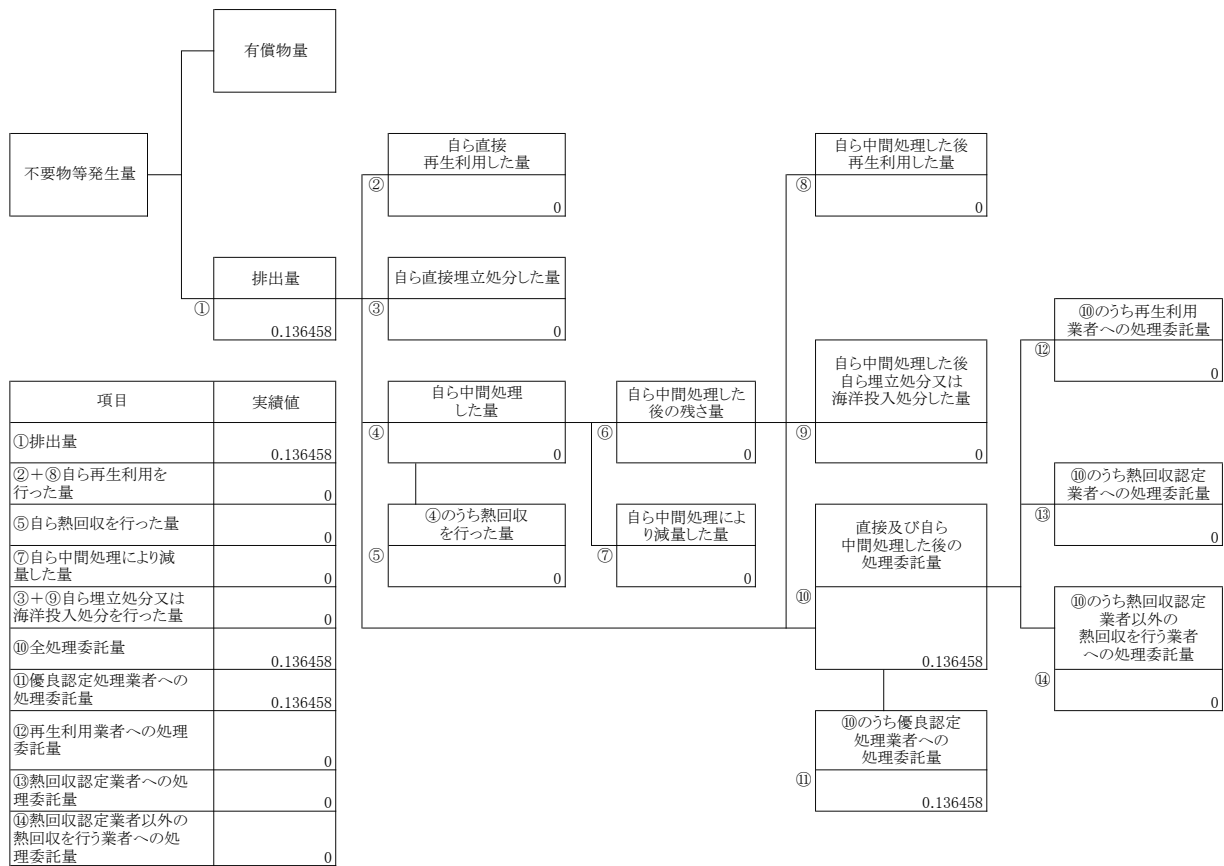 有償物量
不要物等発生量
自ら直接
再生利用した量
②
0
自ら中間処理した後
再生利用した量
⑧
0
排出量
①
0.136458
自ら直接埋立処分した量
③
0
⑩のうち再生利用
業者への処理委託量
⑫
0
自ら中間処理
した量
④
0
自ら中間処理した
後の残さ量
⑥
0
自ら中間処理した後
自ら埋立処分又は
海洋投入処分した量
⑨
0
⑩のうち熱回収認定
業者への処理委託量
⑬
0
④のうち熱回収
を行った量
⑤
0
自ら中間処理によ
り減量した量
⑦
0
直接及び自ら
中間処理した後の
処理委託量
⑩
0.136458
⑩のうち熱回収認定
業者以外の
熱回収を行う業者
への処理委託量
⑭
0
⑩のうち優良認定
処理業者への
処理委託量
⑪
0.136458
項目 実績値
①排出量
0.136458
②+⑧自ら再生利用を
行った量
0
⑤自ら熱回収を行った量
0
⑦自ら中間処理により減
量した量
0
③+⑨自ら埋立処分又は
海洋投入処分を行った量
0
⑩全処理委託量
0.136458
⑪優良認定処理業者への
処理委託量
0.136458
⑫再生利用業者への処理
委託量
0
⑬熱回収認定業者への処
理委託量
0
⑭熱回収認定業者以外の
熱回収を行う業者への処
理委託量
0